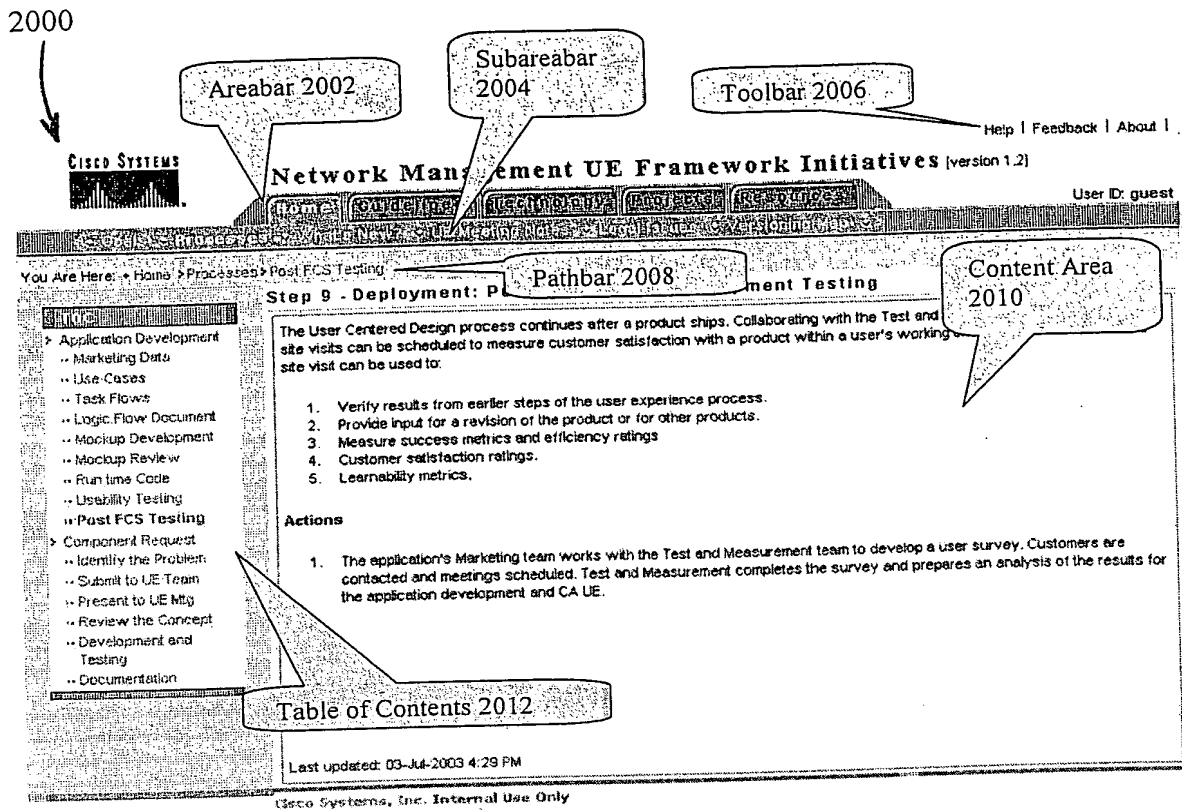 2000
Areabar 2002
Subareabar
2004
Toolbar 2006
Help | Feedback | About |
CISCO SYSTEMS
Network Manag ement UE Framework Initiatives [version 1.2]
Home Guidelines Technology Projects Resources
User ID: guest
You Are Here: • Home > Processes > Post FCS Testing
Pathbar 2008
Content Area
2010
Step 9 - Deployment: P ment Testing
TOC
> Application Development
•• Marketing Data
•• Use-Cases
•• Task Flows
•• Logic Flow Document
•• Mockup Development
•• Mockup Review
•• Run time Code
•• Usability Testing
•• Post FCS Testing
> Component Request
•• Identify the Problem
•• Submit to UE Team
•• Present to UE Mtg
•• Review the Concept
•• Development and
Testing
•• Documentation
The User Centered Design process continues after a product ships. Collaborating with the Test and
site visits can be scheduled to measure customer satisfaction with a product within a user's working
site visit can be used to:
1. Verify results from earlier steps of the user experience process.
2. Provide input for a revision of the product or for other products.
3. Measure success metrics and efficiency ratings
4. Customer satisfaction ratings.
5. Learnability metrics.
Actions
1. The application's Marketing team works with the Test and Measurement team to develop a user survey. Customers are
contacted and meetings scheduled. Test and Measurement completes the survey and prepares an analysis of the results for
the application development and CA UE.
Table of Contents 2012
Last updated: 03-Jul-2003 4:29 PM
Cisco Systems, Inc. Internal Use Only